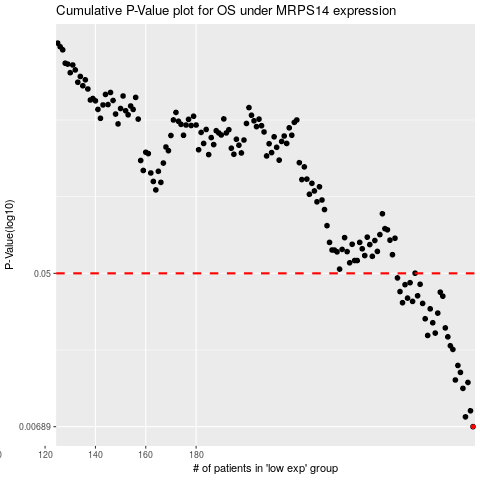 Cumulative P-Value plot for OS under MRPS14 expression
P-Value(log10)
0.05
0.00689
0 120 140 160 180
# of patients in 'low exp' group